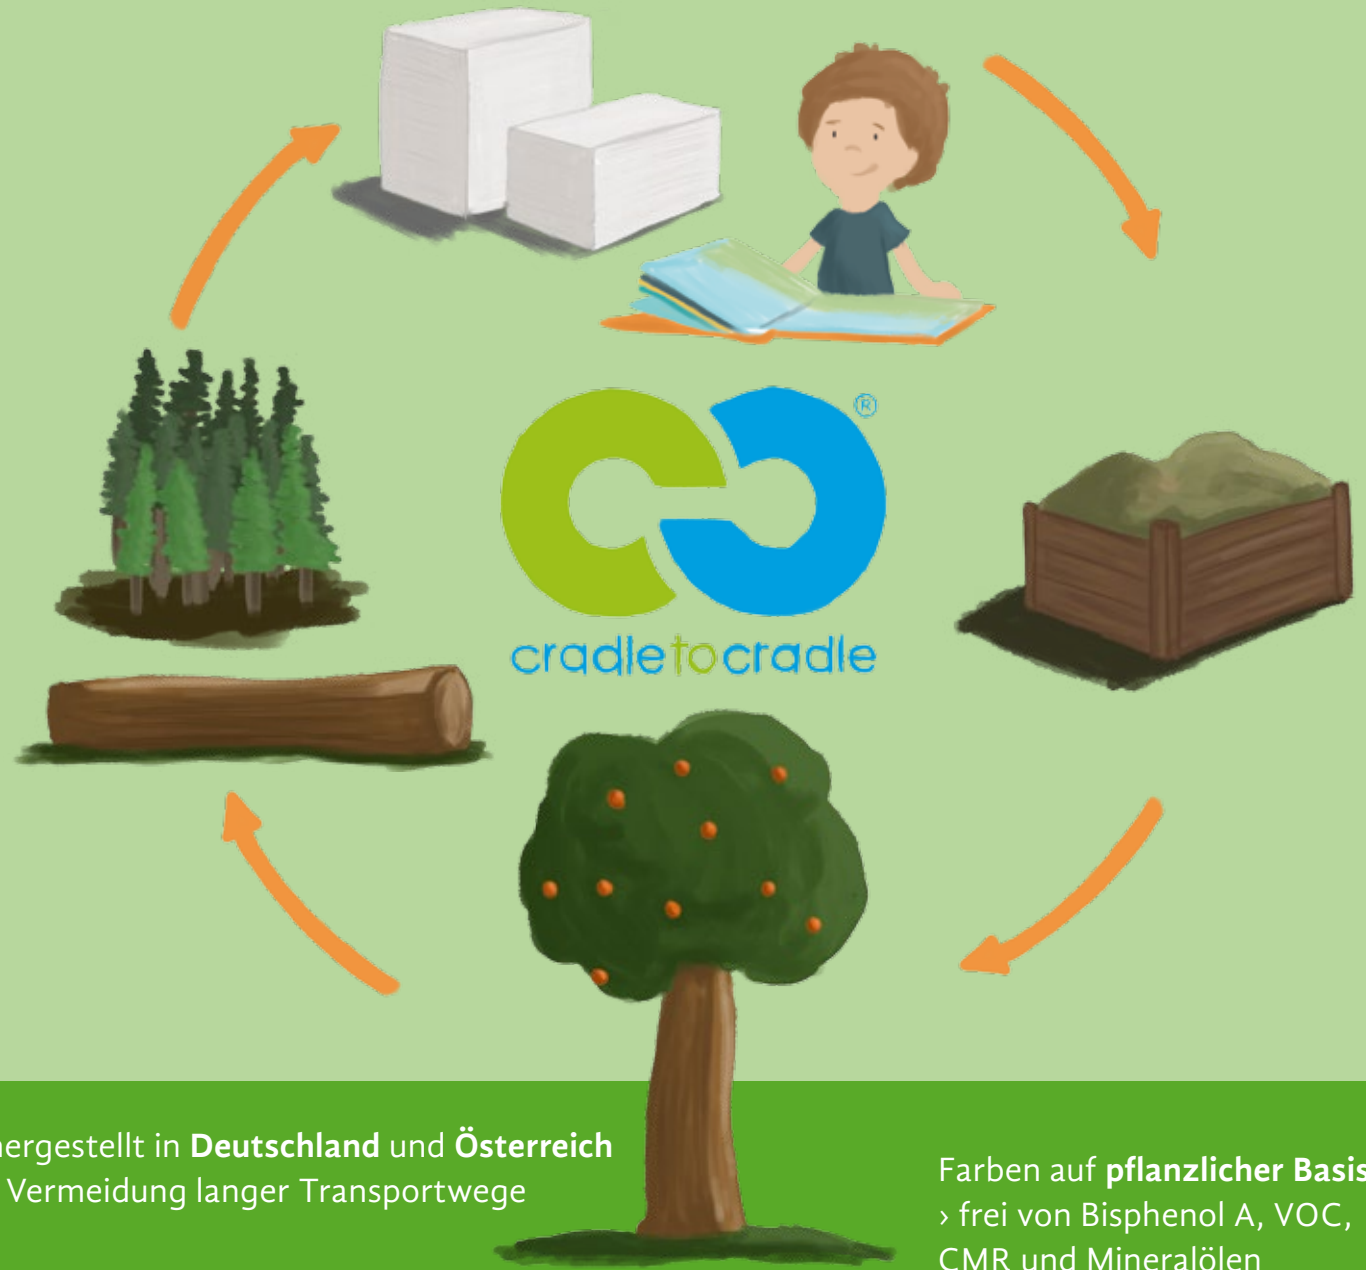 ®
cradletocradle
hergestellt in Deutschland und Österreich
Vermeidung langer Transportwege
Farben auf pflanzlicher Basis
› frei von Bisphenol A, VOC,
CMR und Mineralölen